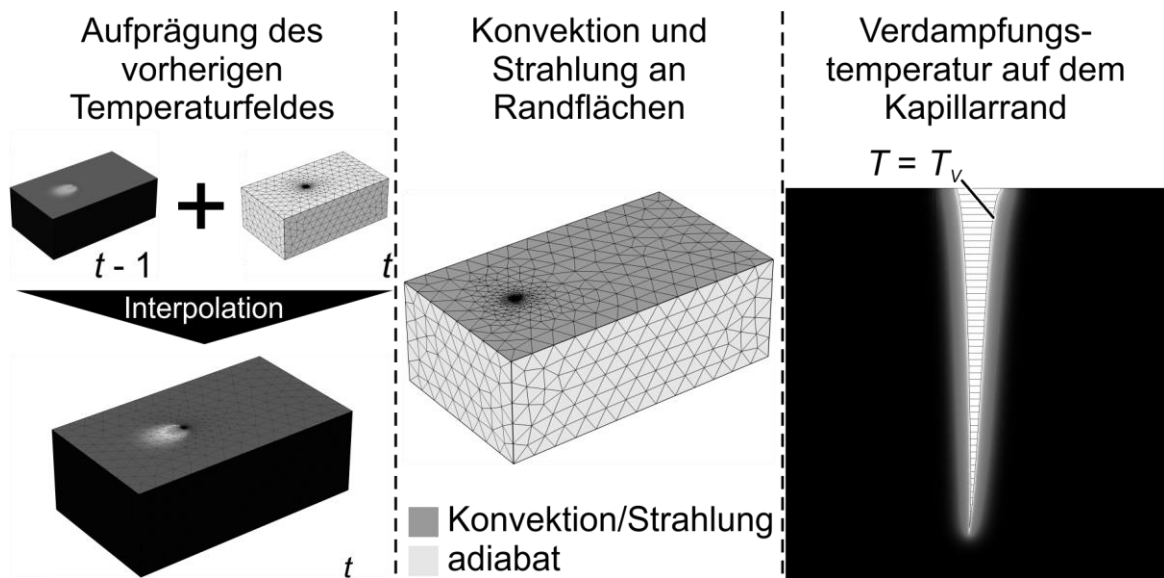 Aufprägung des
vorherigen
Temperaturfeldes
t - 1
t
Interpolation
t
Konvektion und
Strahlung an
Randflächen
Konvektion/Strahlung
adiabat
Verdampfungs-
temperatur auf dem
Kapillarrand
T = Tv